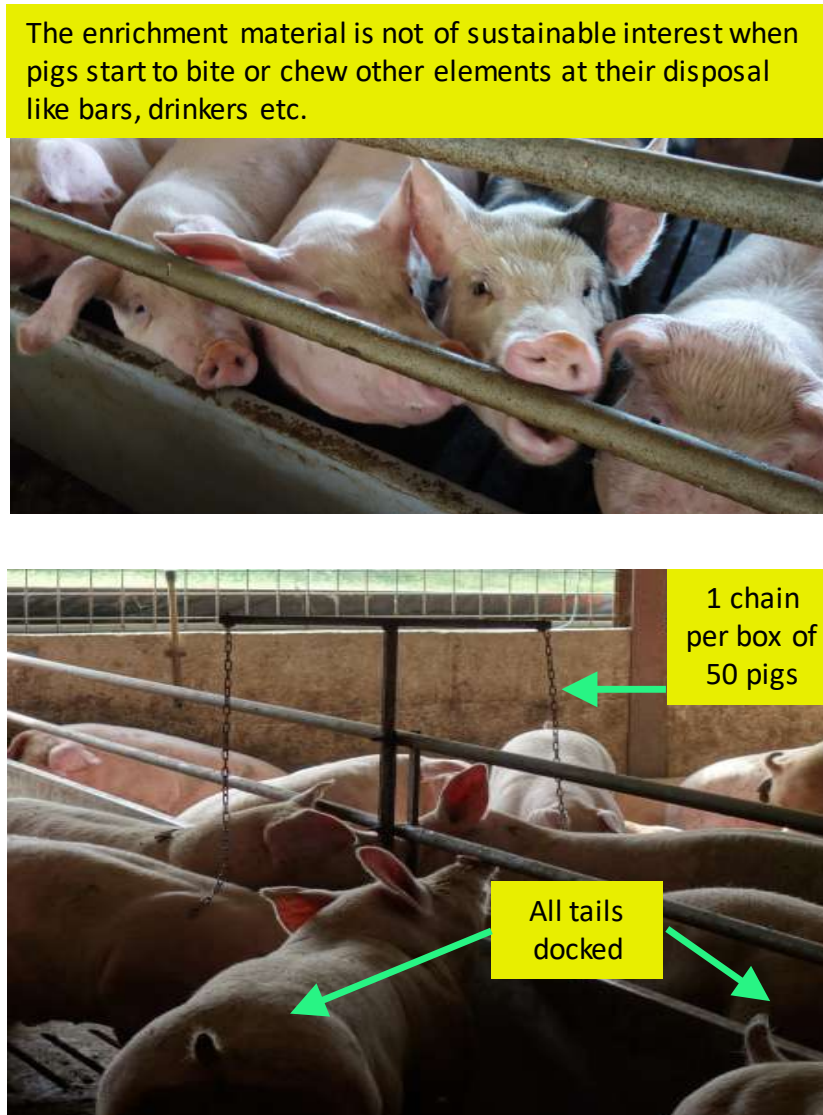 The enrichment material is not of sustainable interest when
pigs start to bite or chew other elements at their disposal
like bars, drinkers etc.
1 chain
per box of
50 pigs
All tails
docked